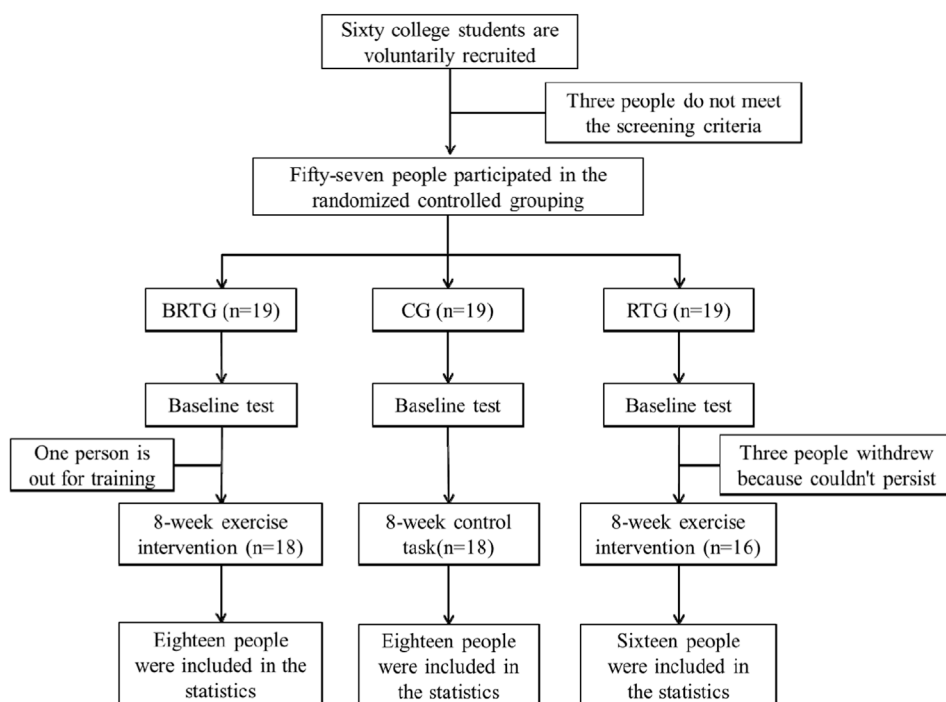 Sixty college students are
voluntarily recruited
Three people do not meet
the screening criteria
Fifty-seven people participated in the
randomized controlled grouping
BRTG (n=19)
CG (n=19)
RTG (n=19)
Baseline test
Baseline test
Baseline test
One person is
out for training
Three people withdrew
because couldn't persist
8-week exercise
intervention (n=18)
8-week control
task(n=18)
8-week exercise
intervention (n=16)
Eighteen people
were included in the
statistics
Eighteen people
were included in
the statistics
Sixteen people
were included in
the statistics